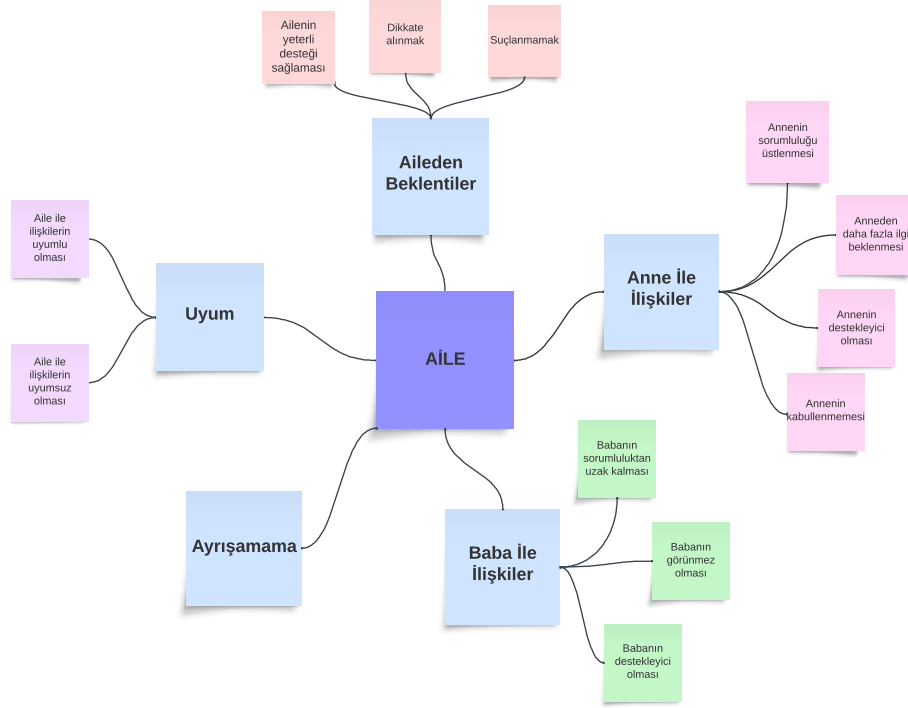 Ailenin
yeterli
desteği
sağlaması
Dikkate
alınmak
Suçlanmamak
Aileden
Beklentiler
Annenin
sorumluluğu
üstlenmesi
Anneden
daha fazla ilgi
beklenmesi
Anne İle
İlişkiler
Annenin
destekleyici
olması
Annenin
kabullenmemesi
Aile ile
ilişkilerin
uyumlu
olması
Uyum
Aile ile
ilişkilerin
uyumsuz
olması
AİLE
Ayrışamama
Baba İle
İlişkiler
Babanın
sorumluluktan
uzak kalması
Babanın
görünmez
olması
Babanın
destekleyici
olması